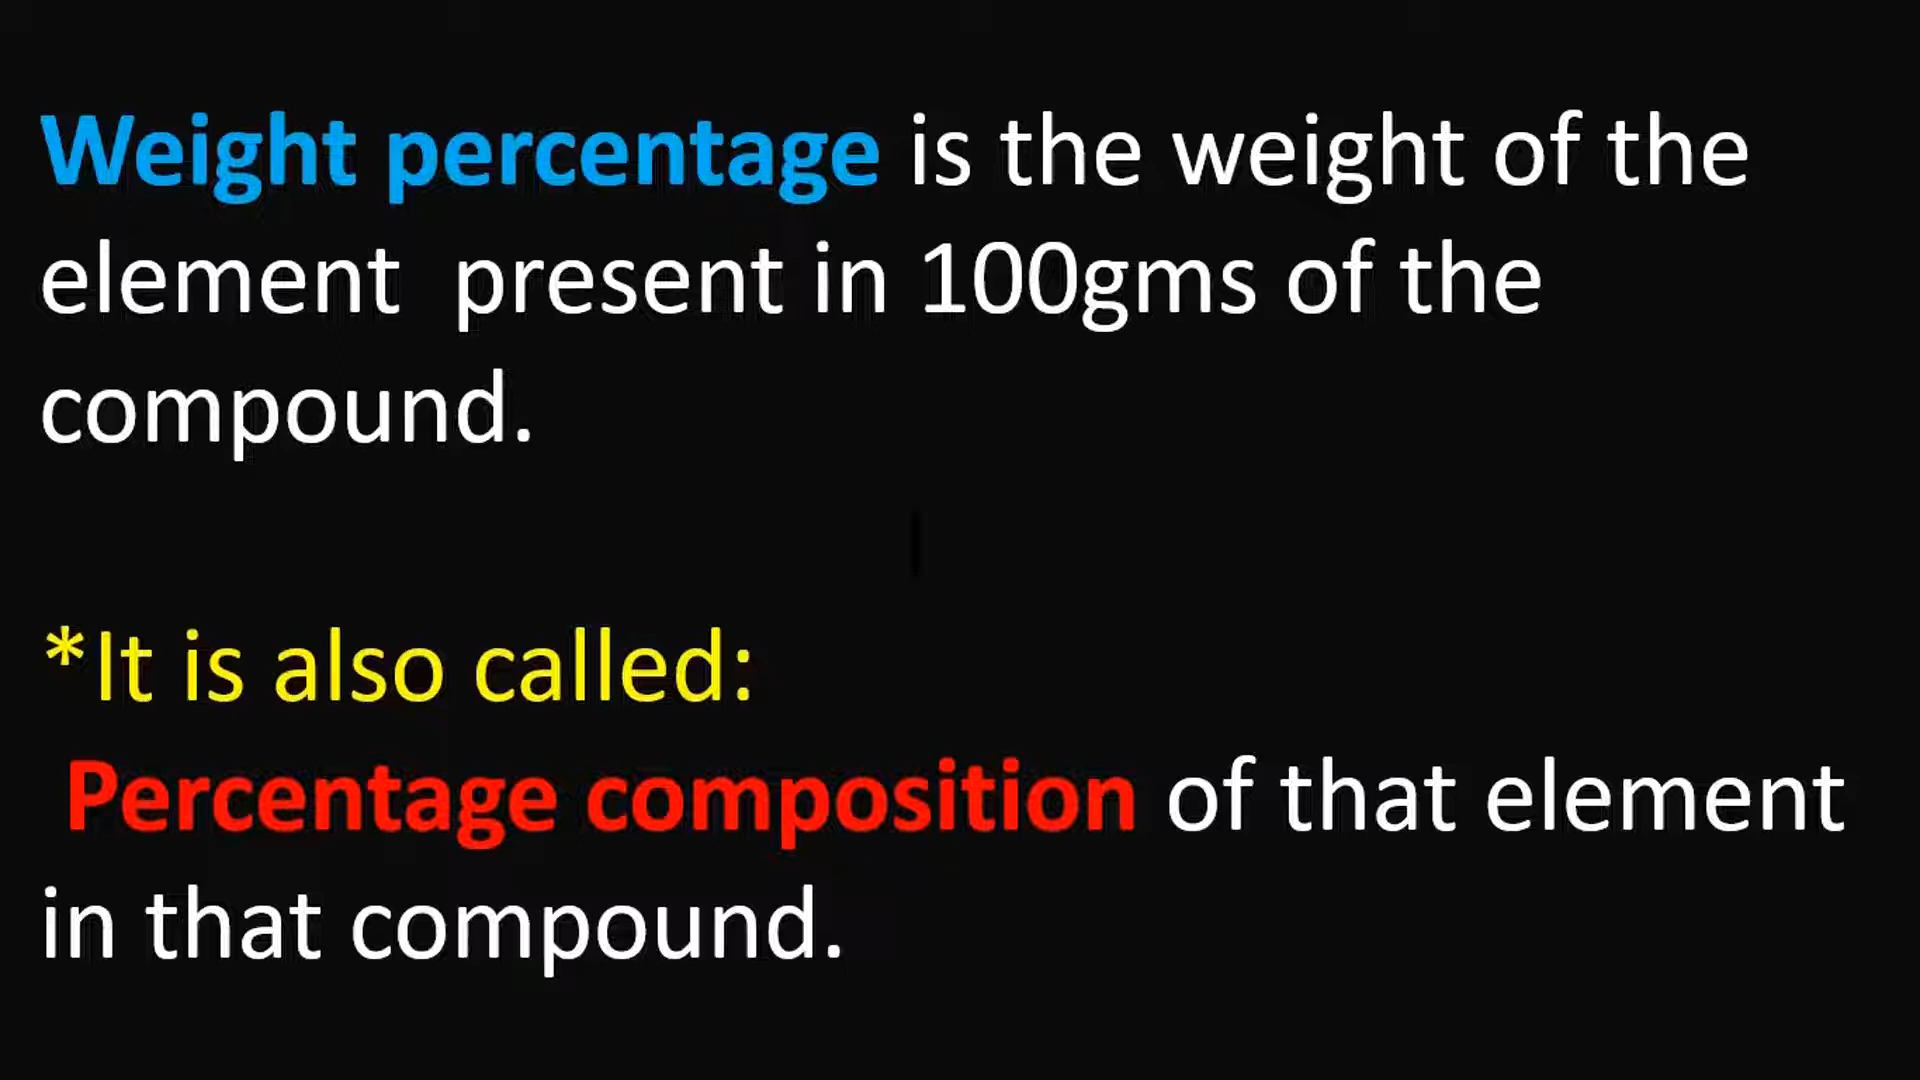 Weight percentage is the weight of the
element  present in 100gms of the
compound.
*It is also called:
Percentage composition of that element
in that compound.